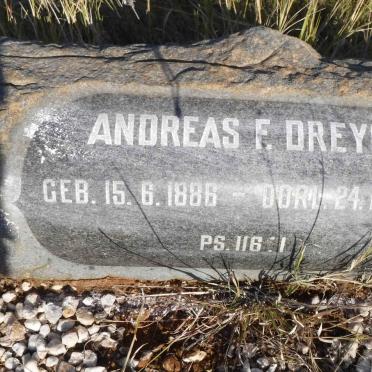 ANDREAS F. DREY
GEB. 15. 6. 1886 - OORL. 24.
PS. 116:1